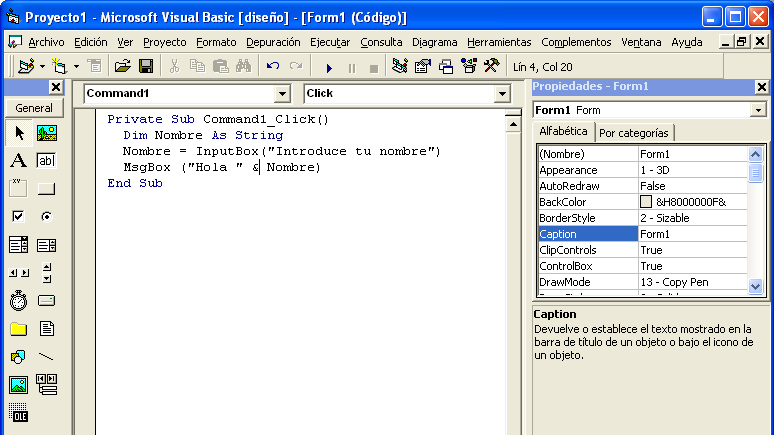 Proyecto1 - Microsoft Visual Basic [diseño] - [Form1 (Código)]
Archivo Edición Ver Proyecto Formato Depuración Ejecutar Consulta Diagrama Herramientas Complementos Ventana Ayuda
Lín 4, Col 20
General
A
ab|
xy
OLE
Command1 Click
Private Sub Command1_Click()
Dim Nombre As String
Nombre = InputBox("Introduce tu nombre")
MsgBox ("Hola " & Nombre)
End Sub
Propiedades - Form1
Form1 Form
Alfabética Por categorías
(Nombre) Form1
Appearance 1 - 3D
AutoRedraw False
BackColor &H8000000F&
BorderStyle 2 - Sizable
Caption Form1
ClipControls True
ControlBox True
DrawMode 13 - Copy Pen
Caption
Devuelve o establece el texto mostrado en la
barra de título de un objeto o bajo el icono de
un objeto.